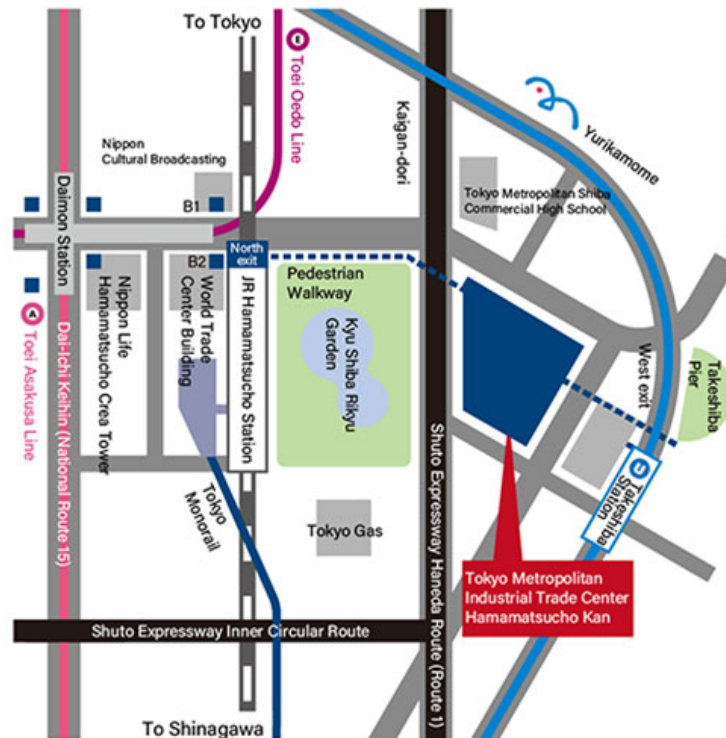 To Tokyo
E
Toei Oedo Line
Kaigan-dori
Yurikamome
Nippon
Cultural Broadcasting
Tokyo Metropolitan Shiba
Commercial High School
Daimon Station
B1
B2
North
exit
Pedestrian
Walkway
A
Toei Asakusa Line
Dai-Ichi Keihin (National Route 15)
Nippon Life
Hamamatsucho Crea Tower
World Trade
Center Building
JR Hamamatsucho Station
Kyu Shiba Rikyu
Garden
West exit
Takeshiba
Pier
Takeshiba
Station
Shuto Expressway Haneda Route (Route 1)
Tokyo
Monorail
Tokyo Gas
Tokyo Metropolitan
Industrial Trade Center
Hamamatsucho Kan
Shuto Expressway Inner Circular Route
To Shinagawa